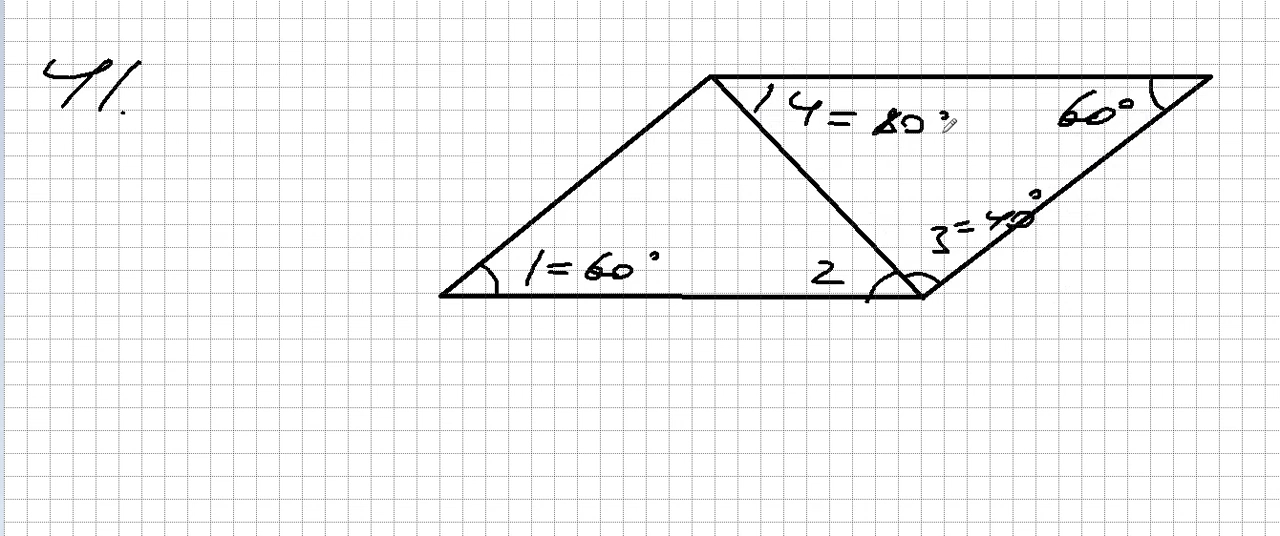 41.
4 = 80°
60°
3 = 40°
1 = 60°
2